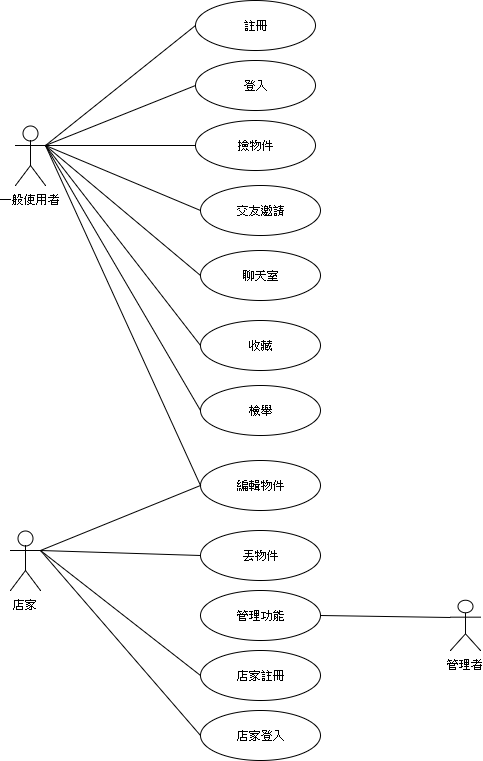 註冊
登入
撿物件
一般使用者
交友邀請
聊天室
收藏
檢舉
編輯物件
丟物件
店家
管理功能
管理者
店家註冊
店家登入